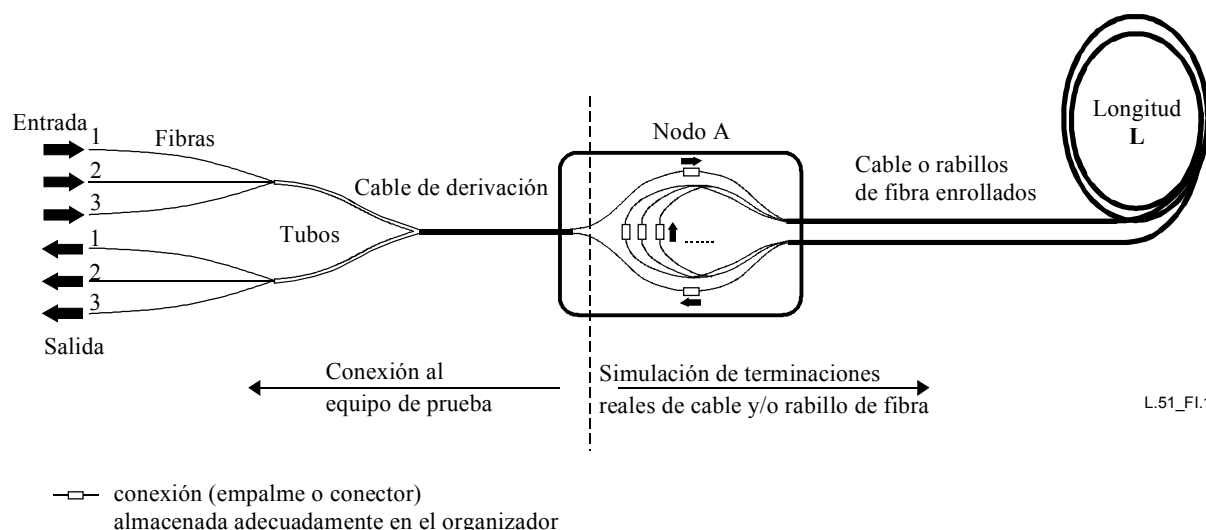 Entrada
1
Fibras
2
3
1
2
3
Salida
Tubos
Cable de derivación
Nodo A
Cable o rabillos
de fibra enrollados
Longitud
L
Conexión al
equipo de prueba
Simulación de terminaciones
reales de cable y/o rabillo de fibra
L.51_FI.1
conexión (empalme o conector)
almacenada adecuadamente en el organizador